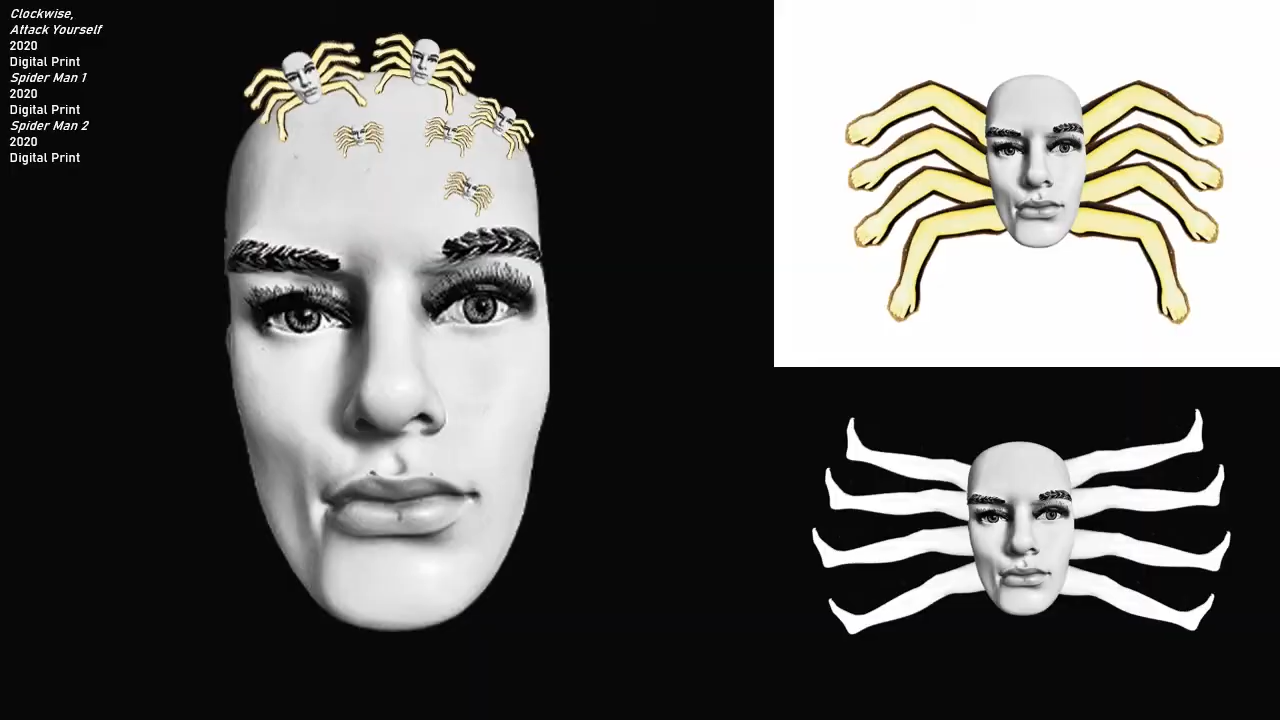 Clockwise,
Attack Yourself
2020
Digital Print
Spider Man 1
2020
Digital Print
Spider Man 2
2020
Digital Print